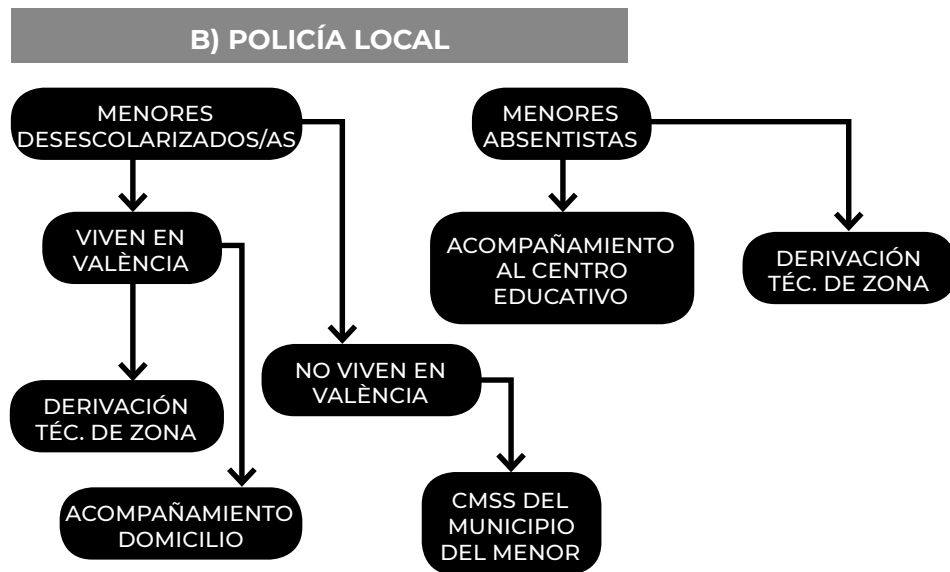 B) POLICÍA LOCAL
MENORES
DESESCOLARIZADOS/AS
MENORES
ABSENTISTAS
VIVEN EN
VALÈNCIA
ACOMPAÑAMIENTO
AL CENTRO
EDUCATIVO
DERIVACIÓN
TÉC. DE ZONA
NO VIVEN EN
VALÈNCIA
DERIVACIÓN
TÉC. DE ZONA
ACOMPAÑAMIENTO
DOMICILIO
CMSS DEL
MUNICIPIO
DEL MENOR